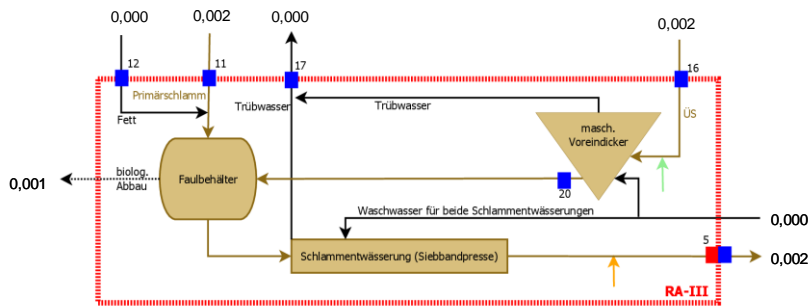 0,000
0,002
0,000
0,002
12
11
17
16
Primärschlamm
Trübwasser
Trübwasser
Fett
ÜS
masch.
Voreindicker
biolog.
Abbau
0,001
Faulbehälter
20
Waschwasser für beide Schlammentwässerungen
0,000
5
Schlammentwässerung (Siebbandpresse)
0,002
RA-III